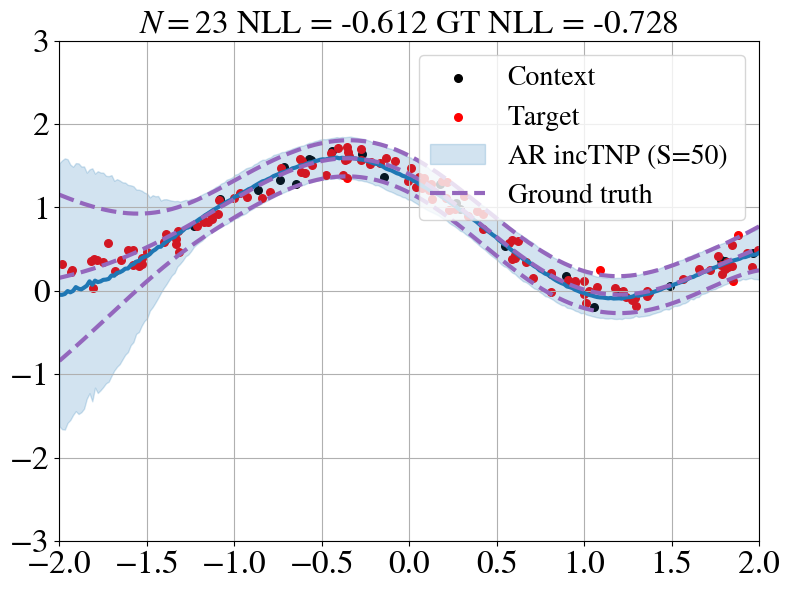 N = 23 NLL = -0.612 GT NLL = -0.728
3
2
1
0
−1
−2
−3
Context
Target
AR incTNP (S=50)
Ground truth
−2.0 −1.5 −1.0 −0.5 0.0 0.5 1.0 1.5 2.0